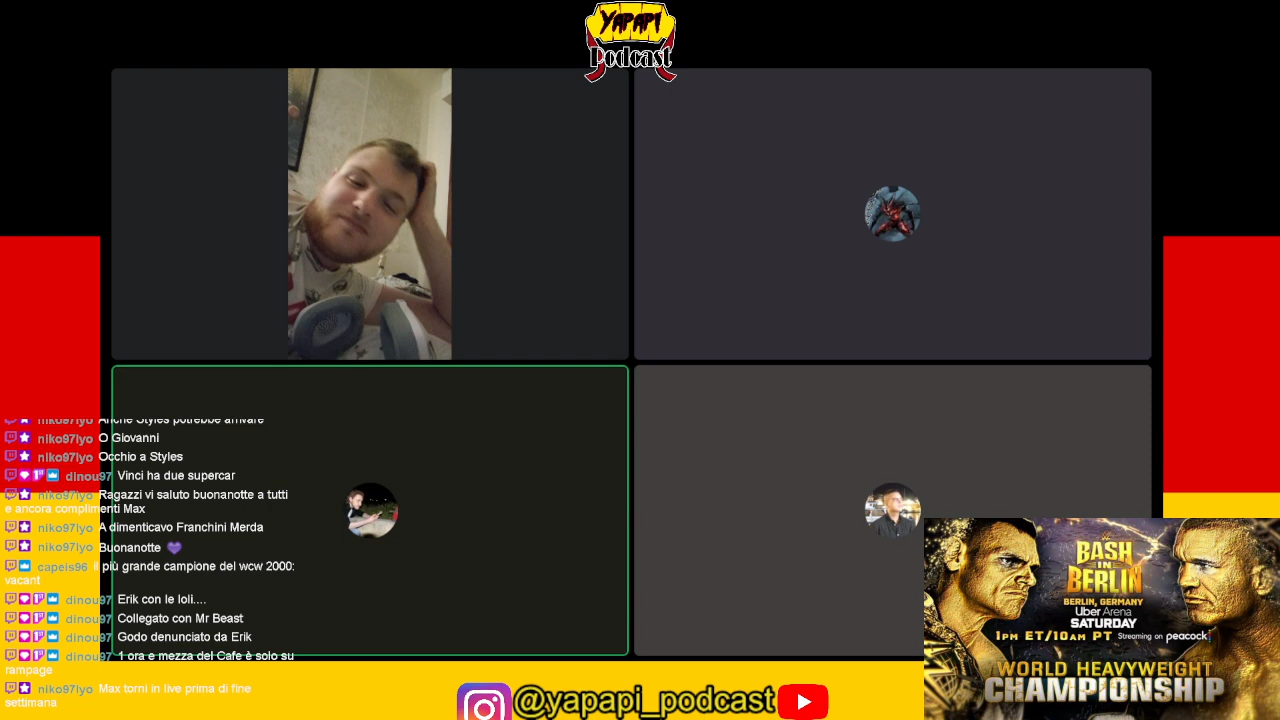 YAPAPI
Podcast
niko97lyo Anche Styles potrebbe arrivare
niko97lyo O Giovanni
niko97lyo Occhio a Styles
dinou97 Vinci ha due supercar
niko97lyo Ragazzi vi saluto buonanotte a tutti
e ancora complimenti Max
niko97lyo A dimenticavo Franchini Merda
niko97lyo Buonanotte 💜
capeis96 il più grande campione del wcw 2000:
vacant
dinou97 Erik con le loli....
dinou97 Collegato con Mr Beast
dinou97 Godo denunciato da Erik
dinou97 1 ora e mezza del Cafe è solo su
rampage
niko97lyo Max torni in live prima di fine
settimana
BASH
IN
BERLIN
BERLIN, GERMANY
Uber Arena
SATURDAY
1PM ET/10AM PT Streaming on peacock
WORLD HEAVYWEIGHT
CHAMPIONSHIP
@yapapi_podcast